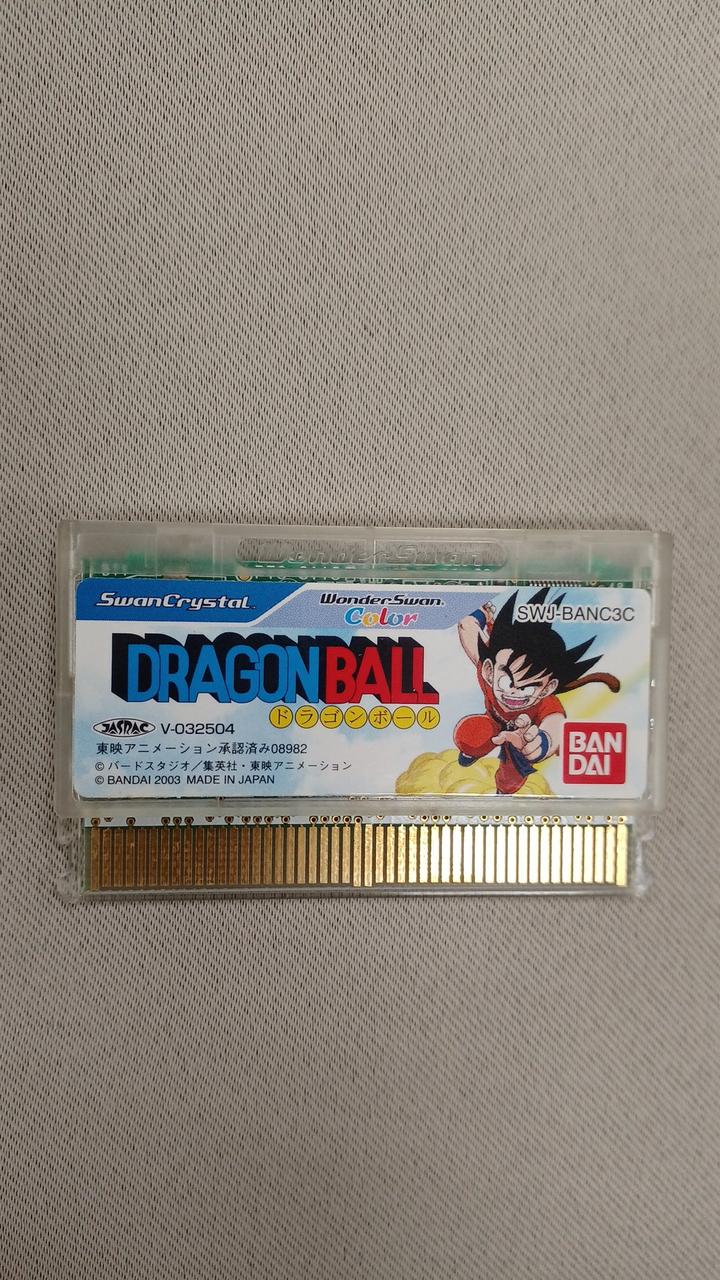 WonderSwan
SwanCrystal
WonderSwan
Color
SWJ-BANC3C
DRAGONBALL
ドラゴンボール
JASRAC V-032504
東映アニメーション承認済み08982
© バードスタジオ／集英社・東映アニメーション
© BANDAI 2003 MADE IN JAPAN
BAN
DAI